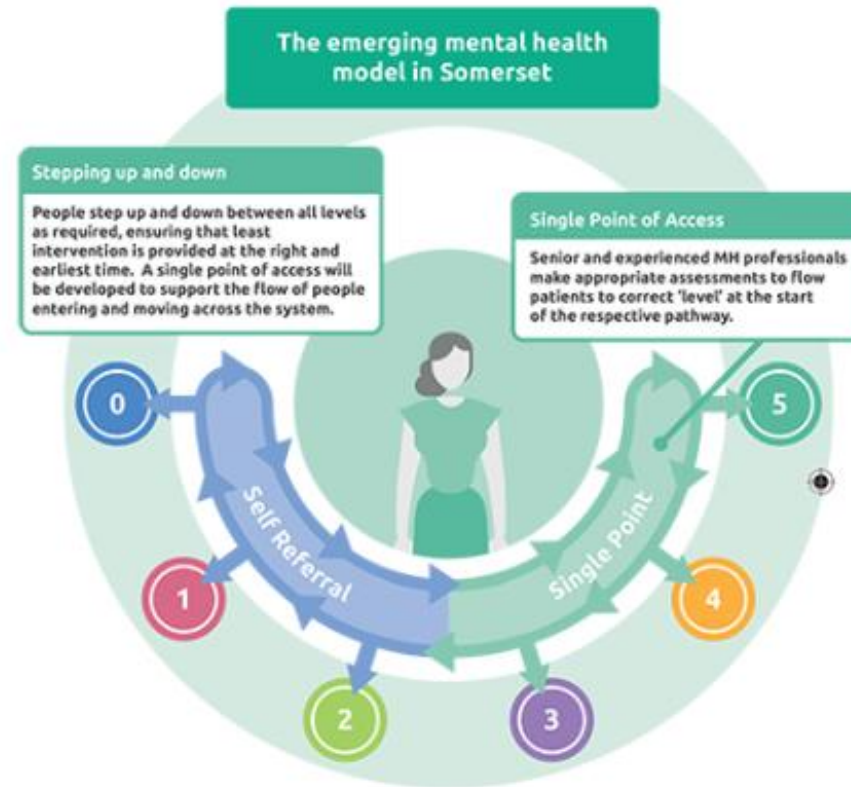 The emerging mental health
model in Somerset
Stepping up and down
People step up and down between all levels
as required, ensuring that least
intervention is provided at the right and
earliest time. A single point of access will
be developed to support the flow of people
entering and moving across the system.
Single Point of Access
Senior and experienced MH professionals
make appropriate assessments to flow
patients to correct 'level' at the start
of the respective pathway.
0
5
Self Referral
Single Point
1
4
2
3